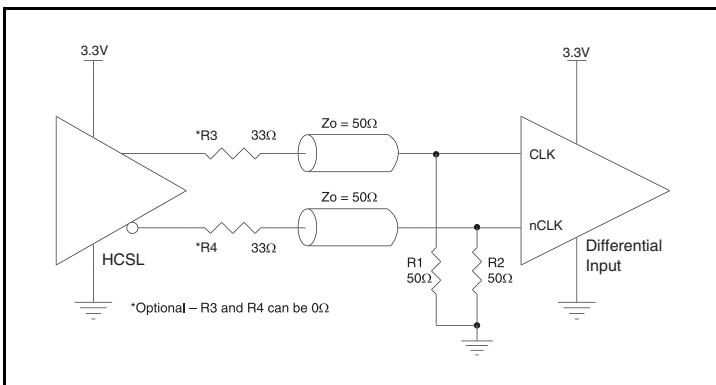 3.3V
3.3V
*R3
33Ω
Zo = 50Ω
CLK
Zo = 50Ω
nCLK
*R4
33Ω
HCSL
R1
50Ω
R2
50Ω
Differential
Input
*Optional – R3 and R4 can be 0Ω